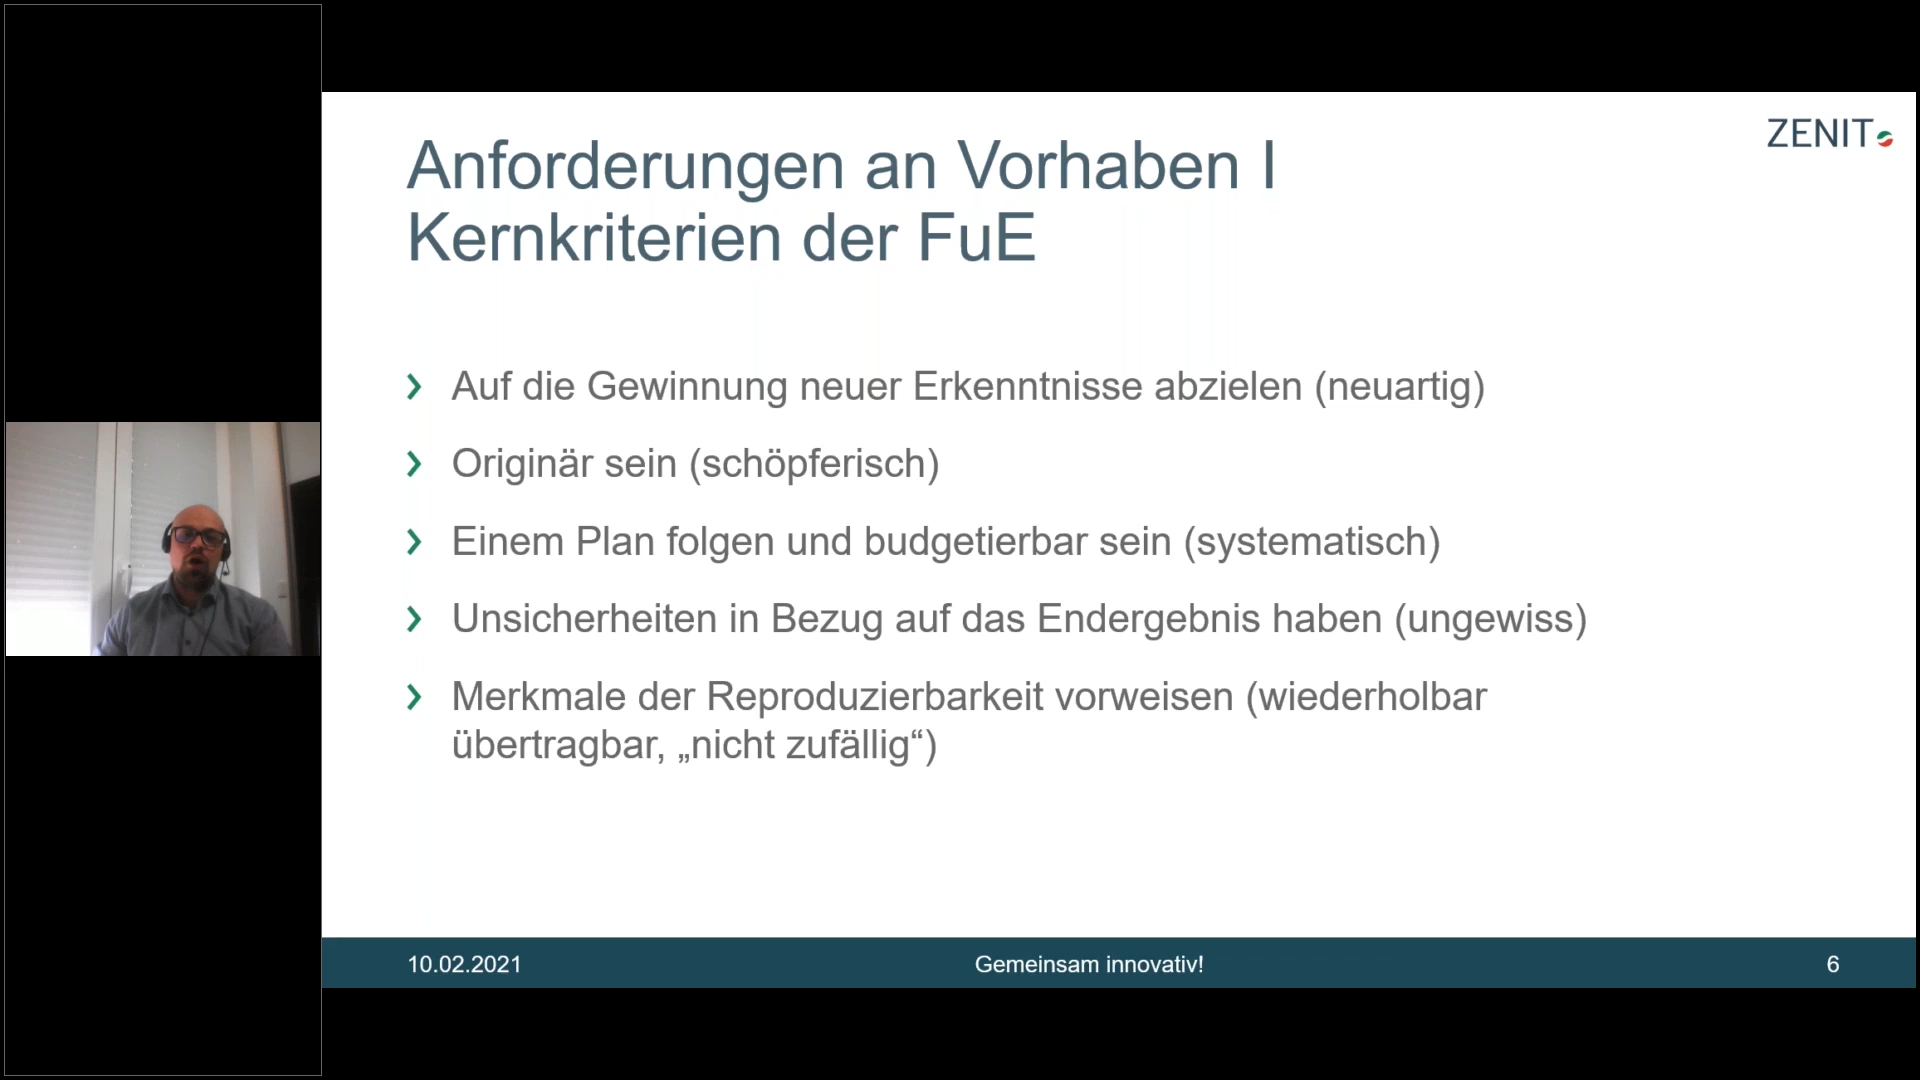 ZENIT
Anforderungen an Vorhaben I
Kernkriterien der FuE
Auf die Gewinnung neuer Erkenntnisse abzielen (neuartig)
Originär sein (schöpferisch)
Einem Plan folgen und budgetierbar sein (systematisch)
Unsicherheiten in Bezug auf das Endergebnis haben (ungewiss)
Merkmale der Reproduzierbarkeit vorweisen (wiederholbar
übertragbar, „nicht zufällig“)
10.02.2021
Gemeinsam innovativ!
6